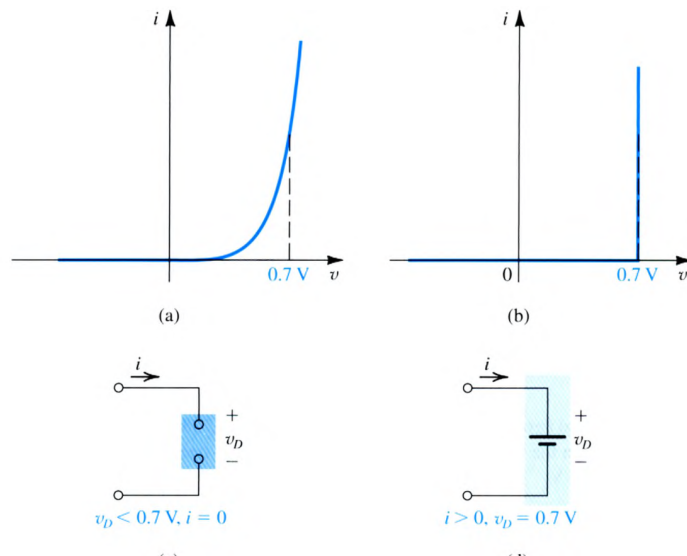 i
i
0.7 V
v
0
0.7 V
v
(a)
(b)
i
i
+
v_D
−
+
v_D
−
v_D < 0.7 V, i = 0
i > 0, v_D = 0.7 V